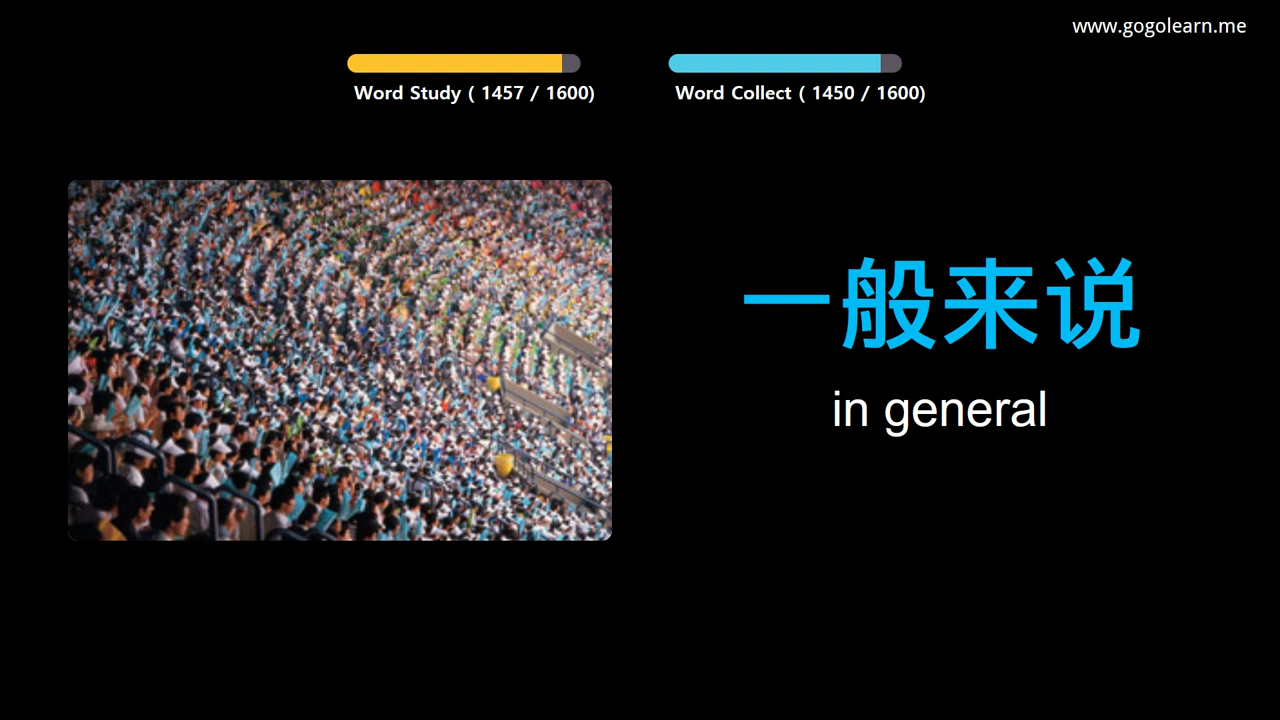 www.gogolearn.me
Word Study ( 1457 / 1600)
Word Collect ( 1450 / 1600)
一般来说
in general